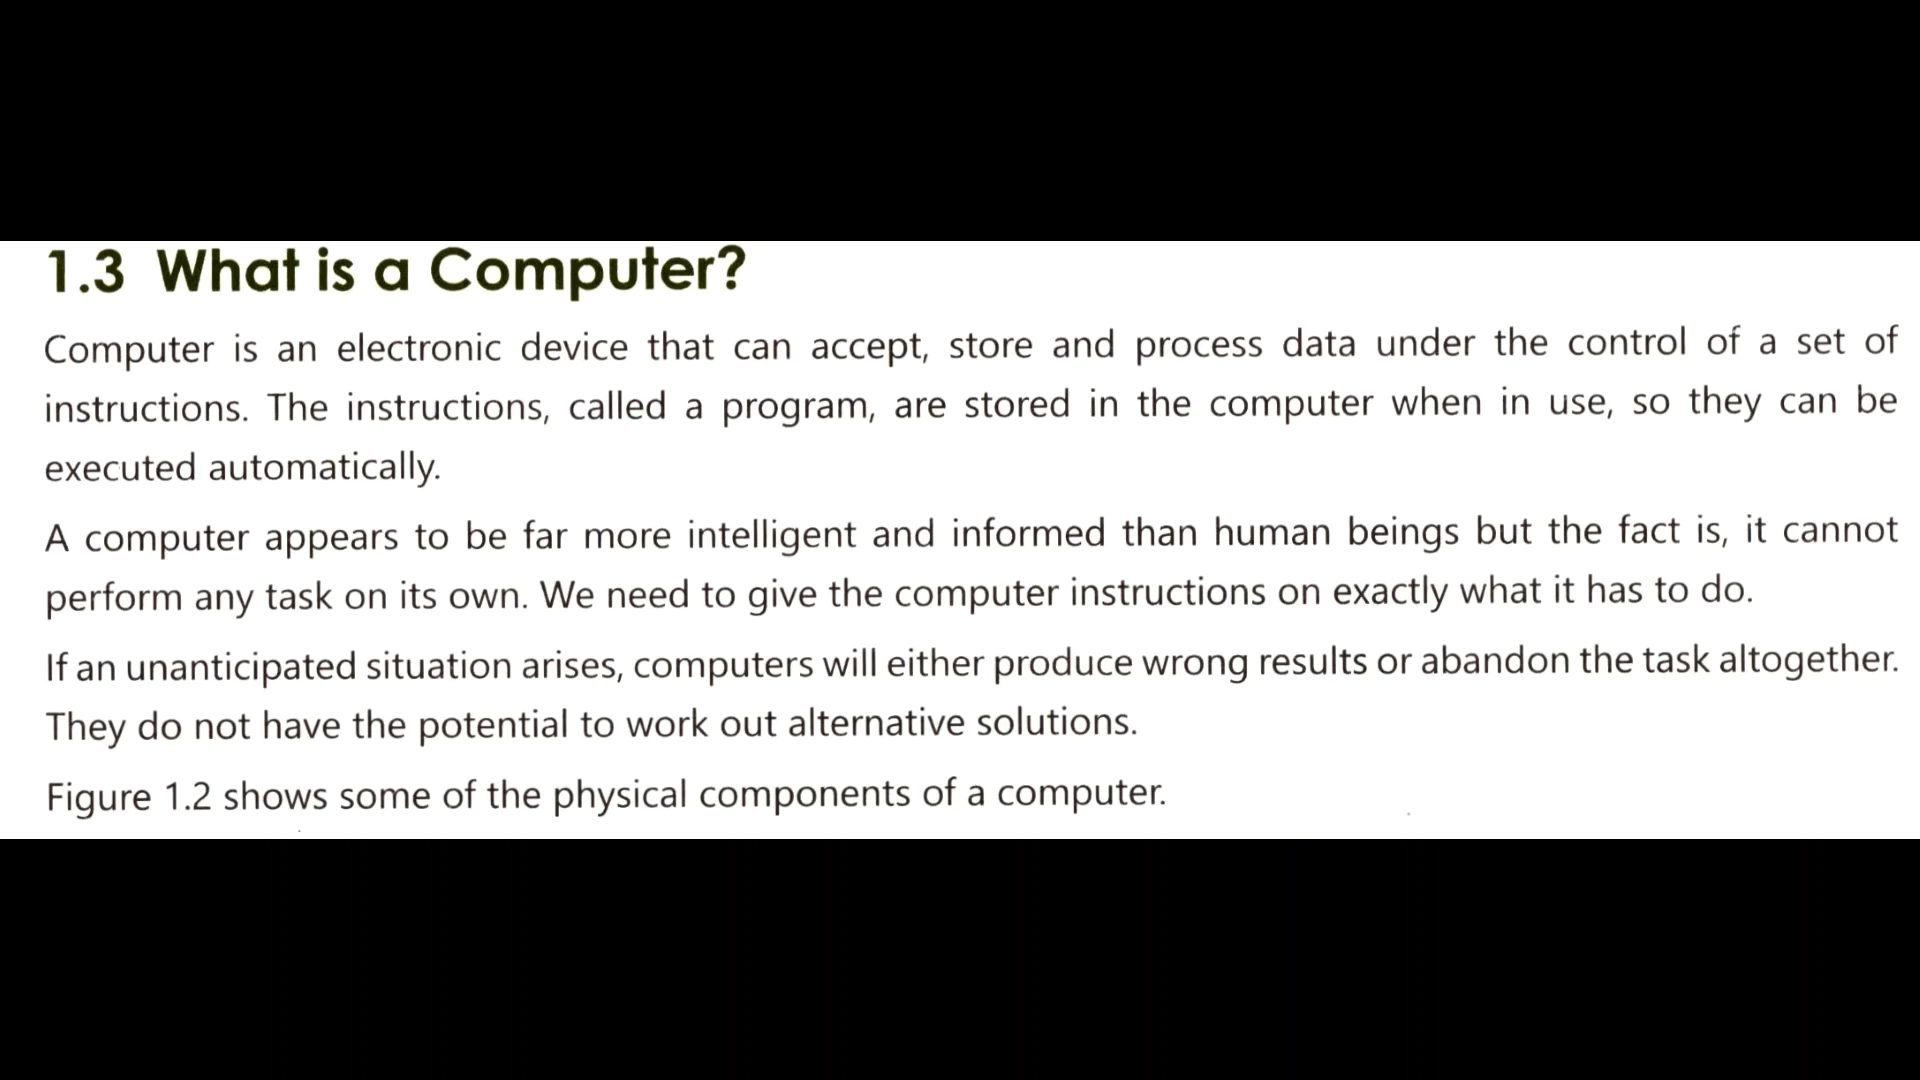 1.3 What is a Computer?
Computer is an electronic device that can accept, store and process data under the control of a set of
instructions. The instructions, called a program, are stored in the computer when in use, so they can be
executed automatically.
A computer appears to be far more intelligent and informed than human beings but the fact is, it cannot
perform any task on its own. We need to give the computer instructions on exactly what it has to do.
If an unanticipated situation arises, computers will either produce wrong results or abandon the task altogether.
They do not have the potential to work out alternative solutions.
Figure 1.2 shows some of the physical components of a computer.